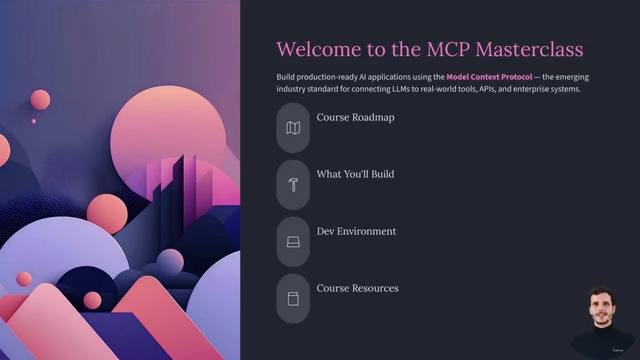 Welcome to the MCP Masterclass
Build production-ready AI applications using the Model Context Protocol — the emerging
industry standard for connecting LLMs to real-world tools, APIs, and enterprise systems.
Course Roadmap
What You'll Build
Dev Environment
Course Resources